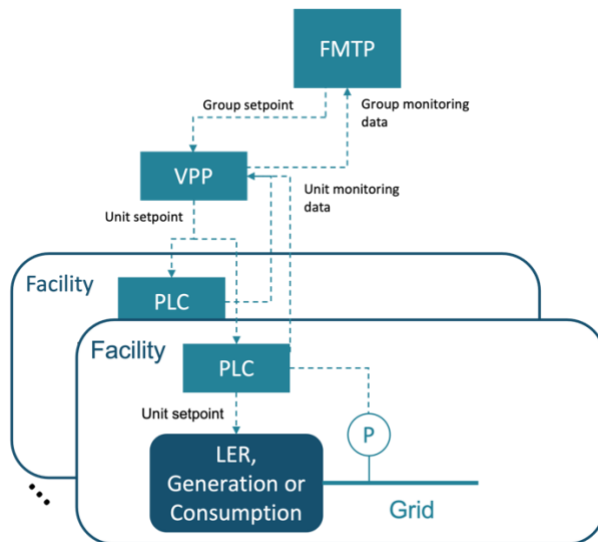 FMTP
Group setpoint
Group monitoring
data
VPP
Unit monitoring
data
Unit setpoint
Facility
PLC
Facility
PLC
Unit setpoint
P
LER,
Generation or
Consumption
Grid